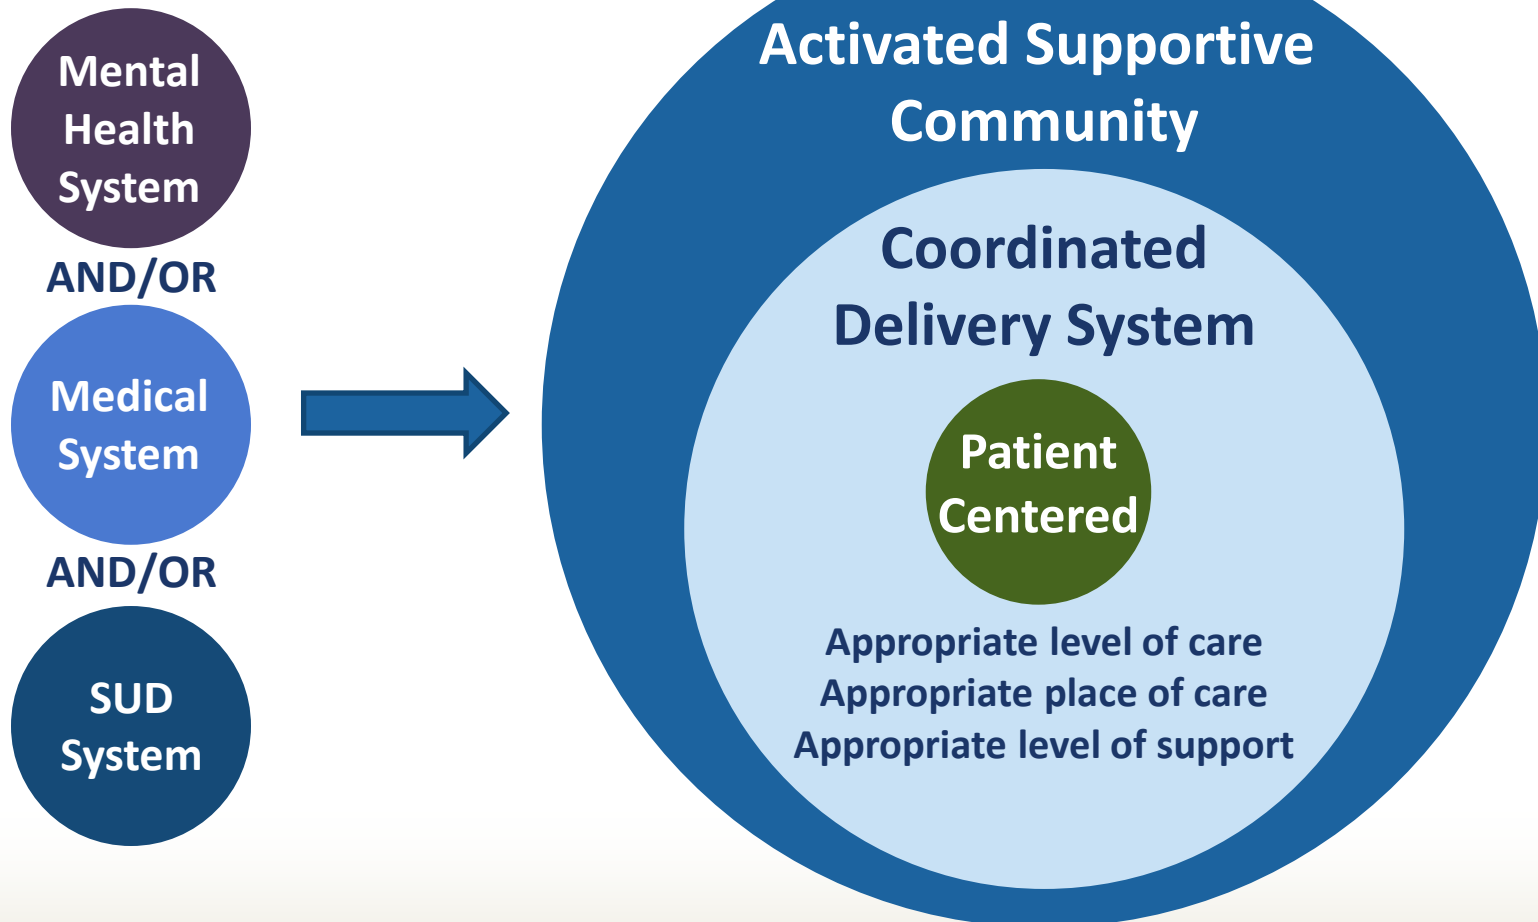 Mental
Health
System
AND/OR
Medical
System
AND/OR
SUD
System
Activated Supportive
Community
Coordinated
Delivery System
Patient
Centered
Appropriate level of care
Appropriate place of care
Appropriate level of support